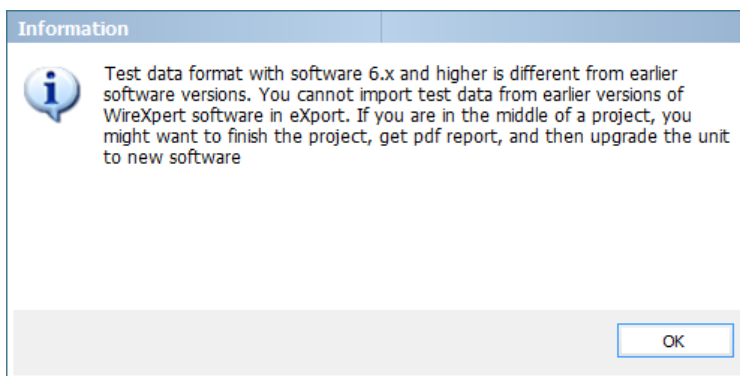 Information
Test data format with software 6.x and higher is different from earlier
software versions. You cannot import test data from earlier versions of
WireXpert software in eXport. If you are in the middle of a project, you
might want to finish the project, get pdf report, and then upgrade the unit
to new software
OK